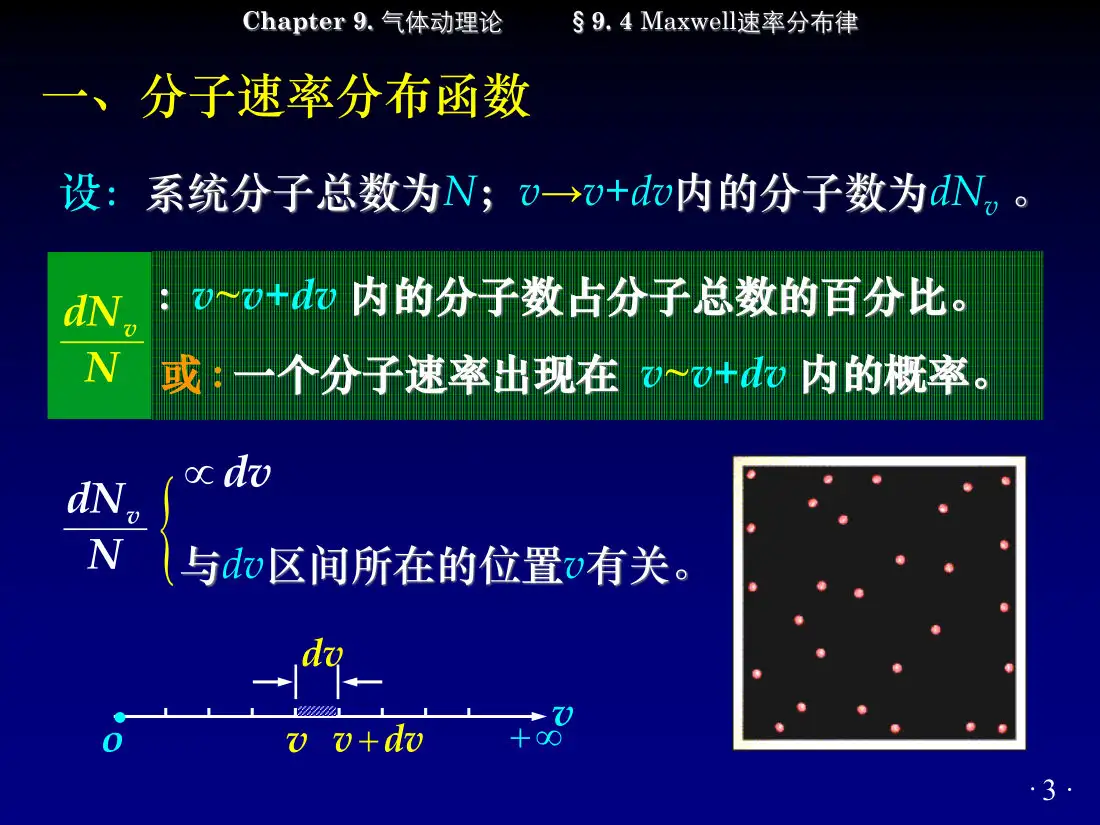 Chapter 9. 气体动理论 §9. 4 Maxwell速率分布律
一、分子速率分布函数
设：系统分子总数为N；v→v+dv内的分子数为dNv 。
dNv
N
：v~v+dv 内的分子数占分子总数的百分比。
或：一个分子速率出现在 v~v+dv 内的概率。
dNv
N
∝ dv
与dv区间所在的位置v有关。
dv
o v v+dv +∞ v
·3·